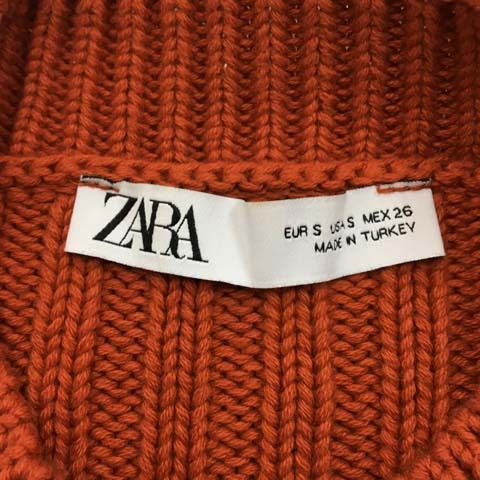 ZARA
EUR S USA S MEX 26
MADE IN TURKEY